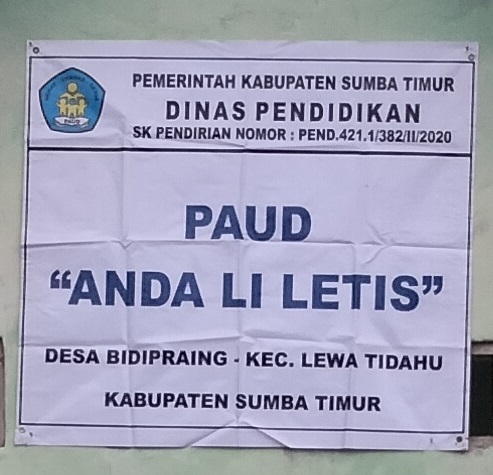 PEMERINTAH KABUPATEN SUMBA TIMUR
DINAS PENDIDIKAN
SK PENDIRIAN NOMOR : PEND.421.1/382/II/2020
PAUD
PAUD
"ANDA LI LETIS"
DESA BIDIPRAING - KEC. LEWA TIDAHU
KABUPATEN SUMBA TIMUR